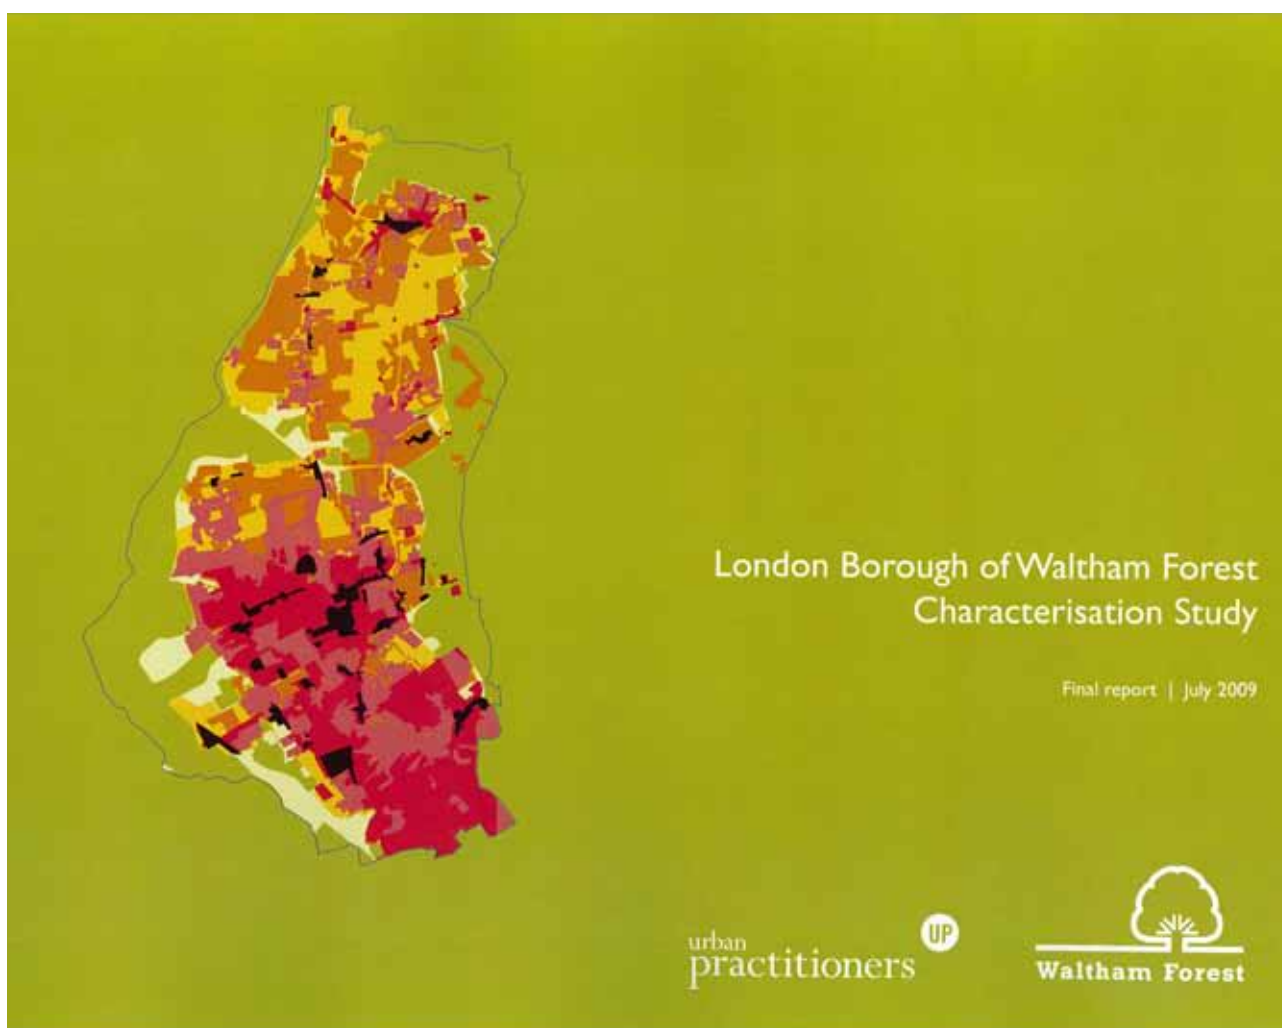 London Borough of Waltham Forest
Characterisation Study
Final report | July 2009
urban
practitioners
UP
Waltham Forest